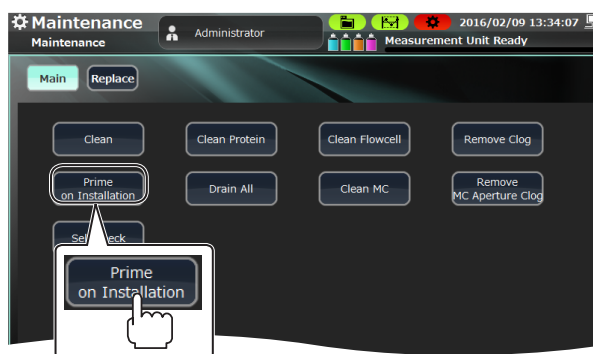 Maintenance
Maintenance
Administrator
2016/02/09 13:34:07
Measurement Unit Ready
Main
Replace
Clean
Clean Protein
Clean Flowcell
Remove Clog
Prime
on Installation
Drain All
Clean MC
Remove
MC Aperture Clog
Prime
on Installation